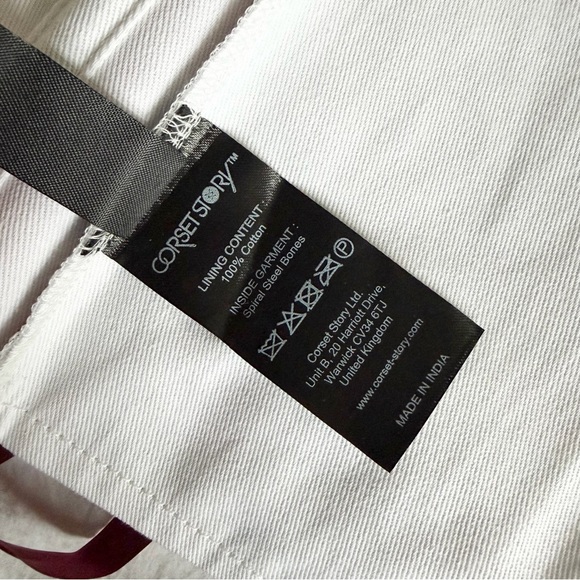 CORSET STORY™
LINING CONTENT:
100% Cotton
INSIDE GARMENT:
Spiral Steel Bones
P
Corset Story Ltd.
Unit B, 20 Harriott Drive,
Warwick CV34 6TJ
United Kingdom
www.corset-story.com
MADE IN INDIA